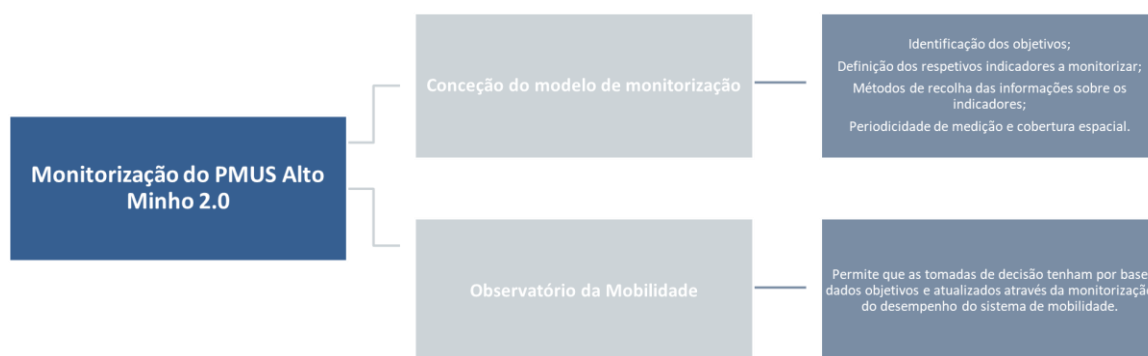 Monitorização do PMUS Alto
Minho 2.0
Conceção do modelo de monitorização
Identificação dos objetivos;
Definição dos respetivos indicadores a monitorizar;
Métodos de recolha das informações sobre os
indicadores;
Periodicidade de medição e cobertura espacial.
Observatório da Mobilidade
Permite que as tomadas de decisão tenham por base
dados objetivos e atualizados através da monitorização
do desempenho do sistema de mobilidade.